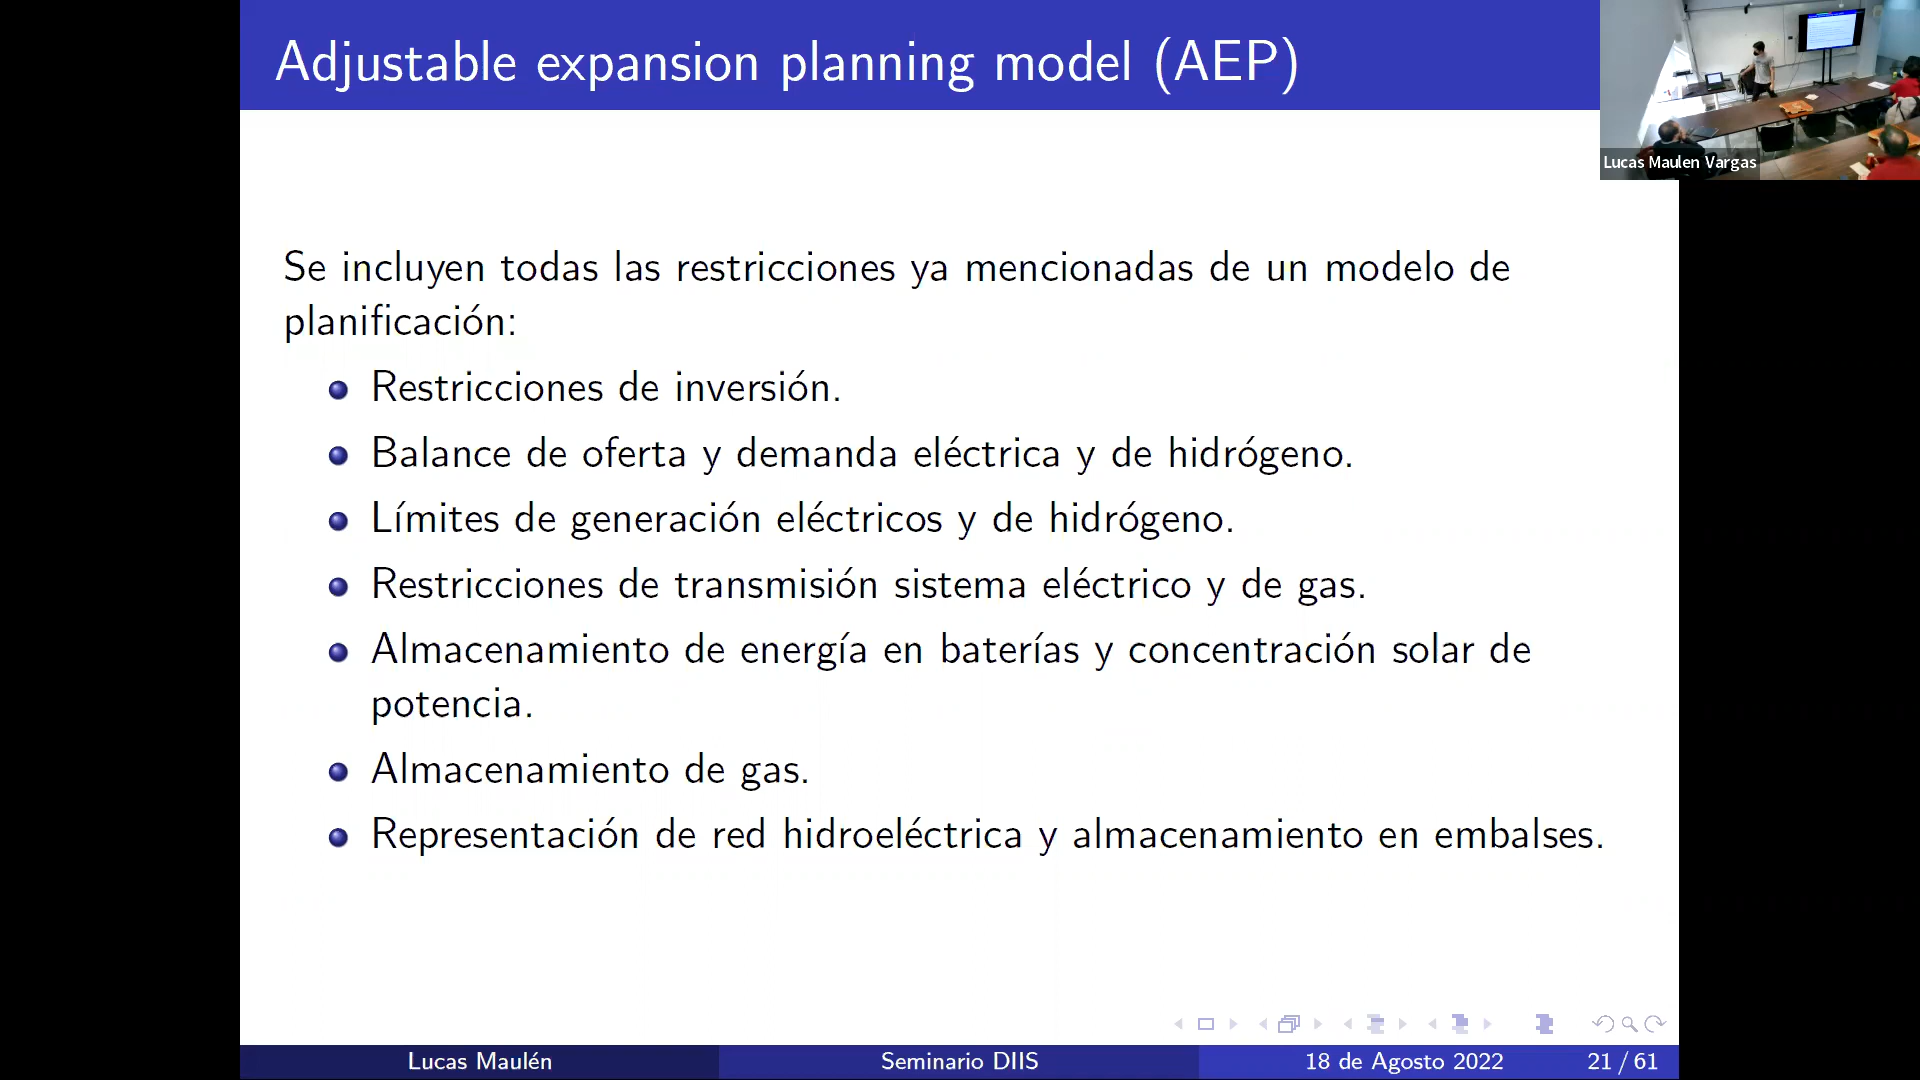 Adjustable expansion planning model (AEP)
Lucas Maulen Vargas
Se incluyen todas las restricciones ya mencionadas de un modelo de
planificación:
Restricciones de inversión.
Balance de oferta y demanda eléctrica y de hidrógeno.
Límites de generación eléctricos y de hidrógeno.
Restricciones de transmisión sistema eléctrico y de gas.
Almacenamiento de energía en baterías y concentración solar de
potencia.
Almacenamiento de gas.
Representación de red hidroeléctrica y almacenamiento en embalses.
Lucas Maulén
Seminario DIIS
18 de Agosto 2022
21 / 61